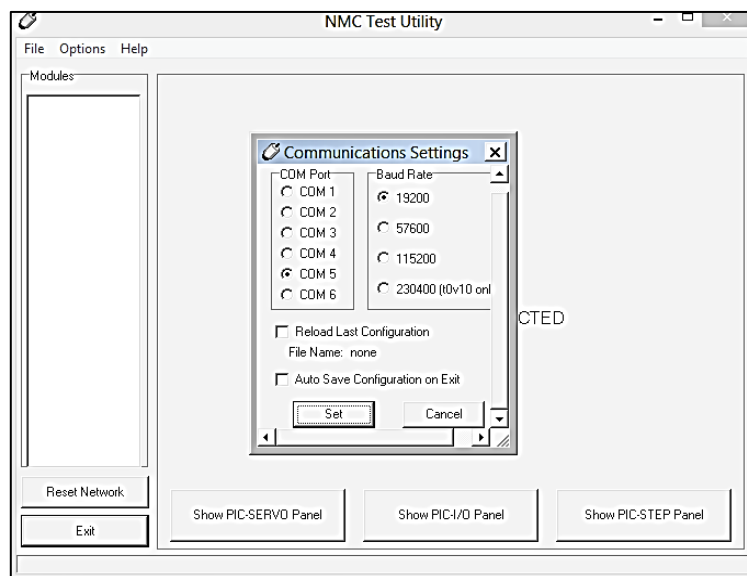 NMC Test Utility
File Options Help
Modules
Communications Settings
COM Port
COM 1
COM 2
COM 3
COM 4
COM 5
COM 6
Baud Rate
19200
57600
115200
230400 (t0v10 onl
CTED
Reload Last Configuration
File Name: none
Auto Save Configuration on Exit
Set Cancel
Reset Network
Exit
Show PIC-SERVO Panel Show PIC-I/O Panel Show PIC-STEP Panel